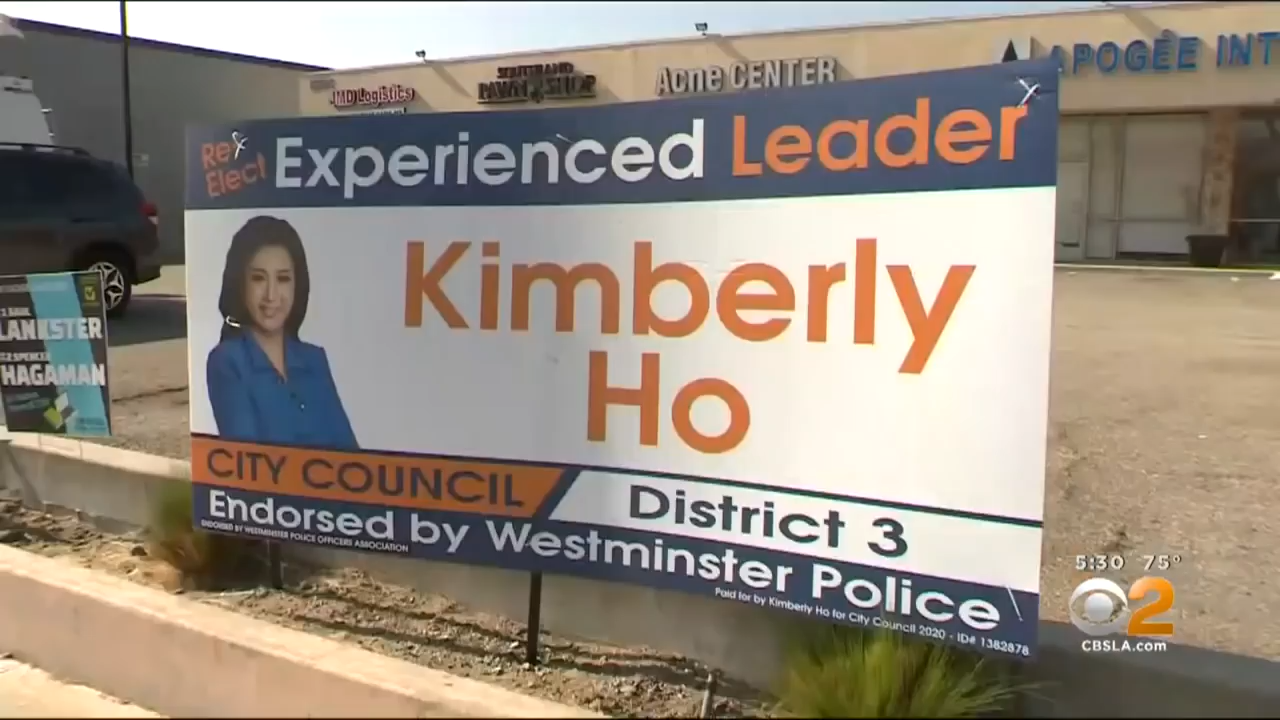 JMD Logistics
PAWN SHOP
Acne CENTER
APOGÉE INT
Re-
Elect
Experienced Leader
Kimberly
Ho
CITY COUNCIL
District 3
Endorsed by Westminster Police
ENDORSED BY WESTMINSTER POLICE OFFICERS ASSOCIATION
Paid for by Kimberly Ho for City Council 2020 - ID# 1382878
LANKSTER
HAGAMAN
5:30 75°
2
CBSLA.com